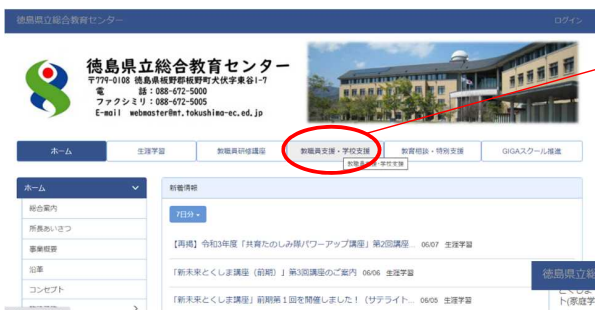 徳島県立総合教育センター
ログイン
徳島県立総合教育センター
〒779-0108 徳島県板野郡板野町犬伏字東谷1-7
電 話:088-672-5000
ファクシミリ:088-672-5005
E-mail webmaster@mt.tokushima-ec.ed.jp
ホーム 生涯学習 教職員研修講座 教職員支援・学校支援 教育相談・特別支援 GIGAスクール推進
教職員支援・学校支援
ホーム
新着情報
総合案内
7日分
所長あいさつ
【再掲】令和3年度「共育たのしみ隊パワーアップ講座」第2回講座... 06/07 生涯学習
事業概要
沿革
「新未来とくしま講座(前期)」第3回講座のご案内 06/06 生涯学習
徳島県立総
コンセプト
「新未来とくしま講座」前期第1回を開催しました!(サテライト... 06/05 生涯学習
ト(家庭学